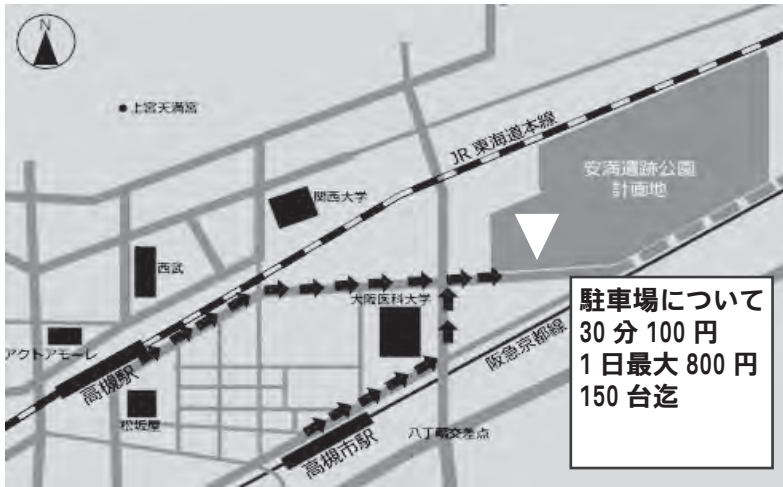 N
上宮天満宮
JR 東海道本線
安満遺跡公園
計画地
関西大学
西武
大阪医科大学
駐車場について
30 分 100 円
1 日最大 800 円
150 台迄
阪急京都線
アクトアモーレ
高槻駅
松坂屋
高槻市駅
八丁畷交差点